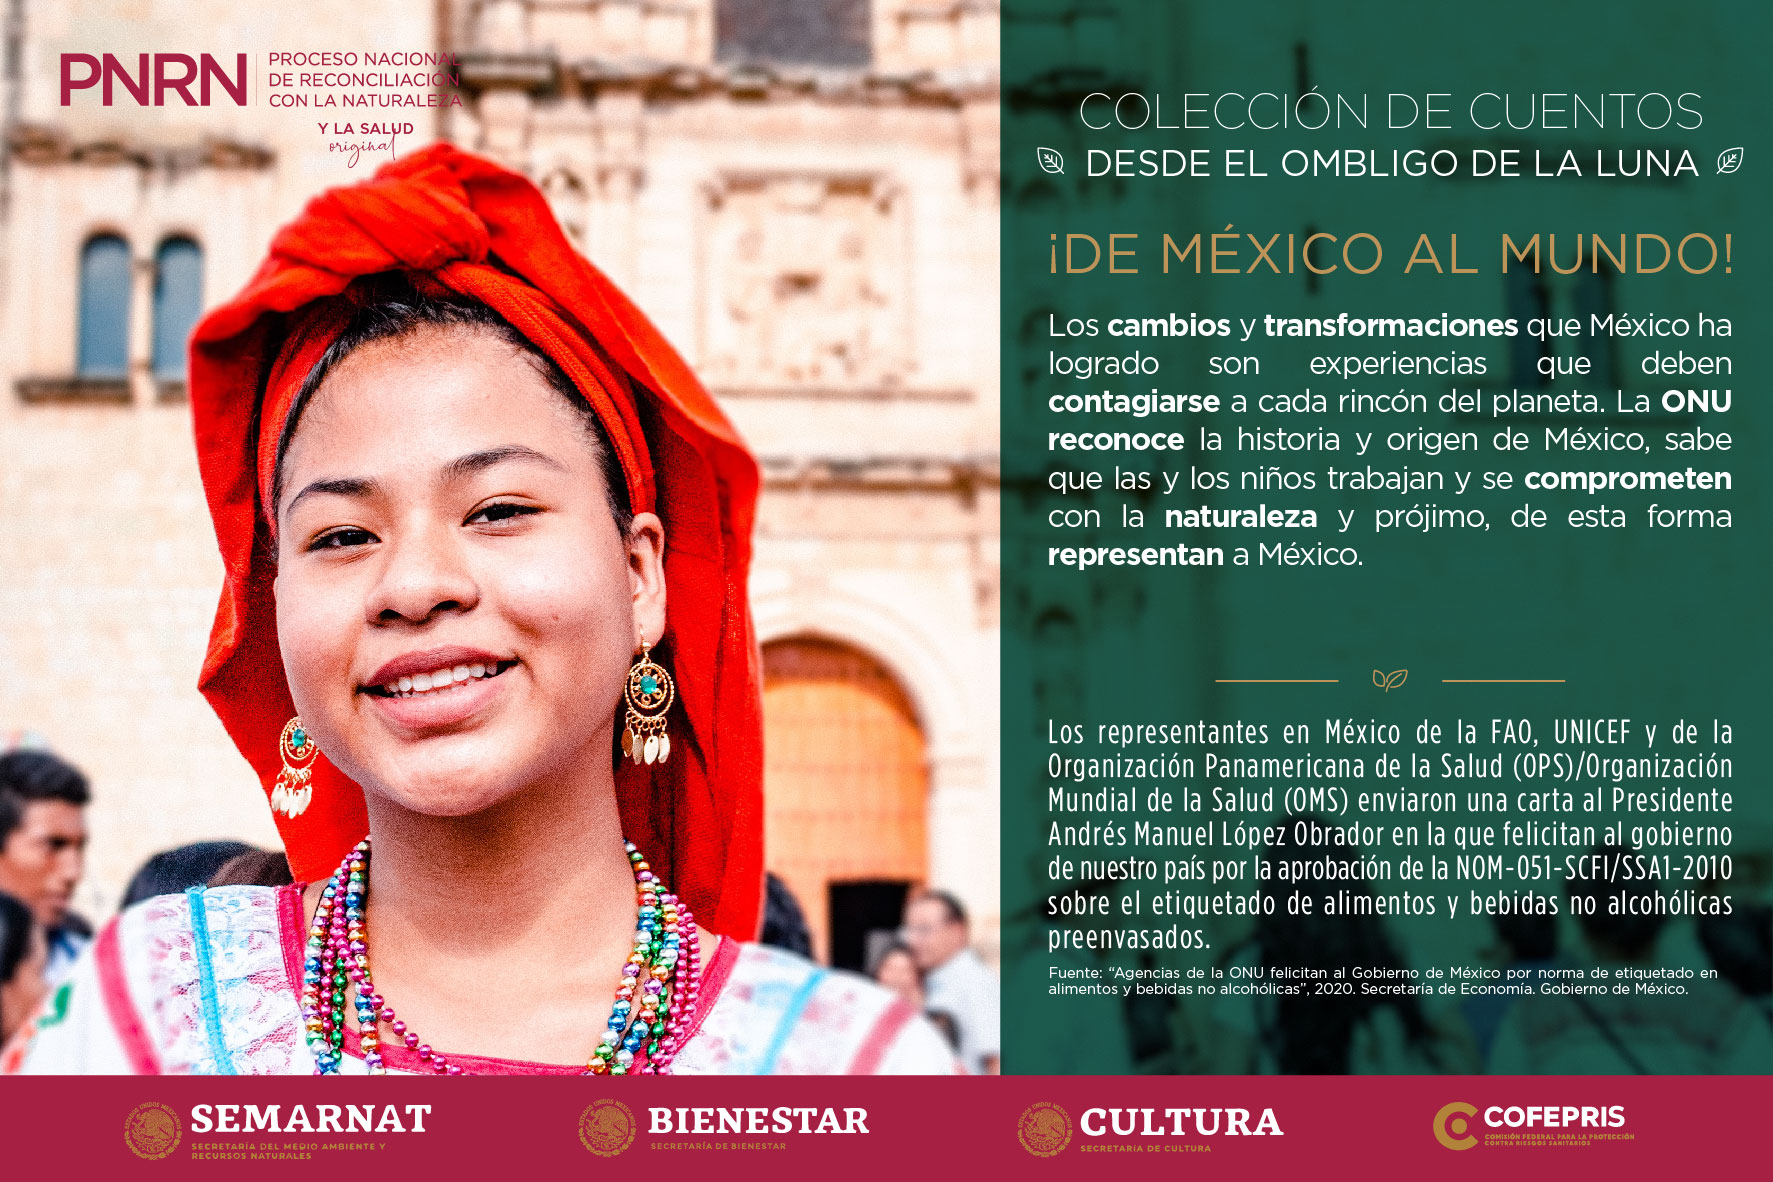 PNRN
PROCESO NACIONAL
DE RECONCILIACIÓN
CON LA NATURALEZA
Y LA SALUD
original
COLECCIÓN DE CUENTOS
DESDE EL OMBLIGO DE LA LUNA
¡DE MÉXICO AL MUNDO!
Los cambios y transformaciones que México ha
logrado son experiencias que deben
contagiarse a cada rincón del planeta. La ONU
reconoce la historia y origen de México, sabe
que las y los niños trabajan y se comprometen
con la naturaleza y prójimo, de esta forma
representan a México.
Los representantes en México de la FAO, UNICEF y de la
Organización Panamericana de la Salud (OPS)/Organización
Mundial de la Salud (OMS) enviaron una carta al Presidente
Andrés Manuel López Obrador en la que felicitan al gobierno
de nuestro país por la aprobación de la NOM-051-SCFI/SSA1-2010
sobre el etiquetado de alimentos y bebidas no alcohólicas
preenvasados.
Fuente: “Agencias de la ONU felicitan al Gobierno de México por norma de etiquetado en
alimentos y bebidas no alcohólicas”, 2020. Secretaría de Economía. Gobierno de México.
SEMARNAT
SECRETARÍA DEL MEDIO AMBIENTE Y
RECURSOS NATURALES
BIENESTAR
SECRETARÍA DE BIENESTAR
CULTURA
SECRETARÍA DE CULTURA
COFEPRIS
COMISIÓN FEDERAL PARA LA PROTECCIÓN
CONTRA RIESGOS SANITARIOS